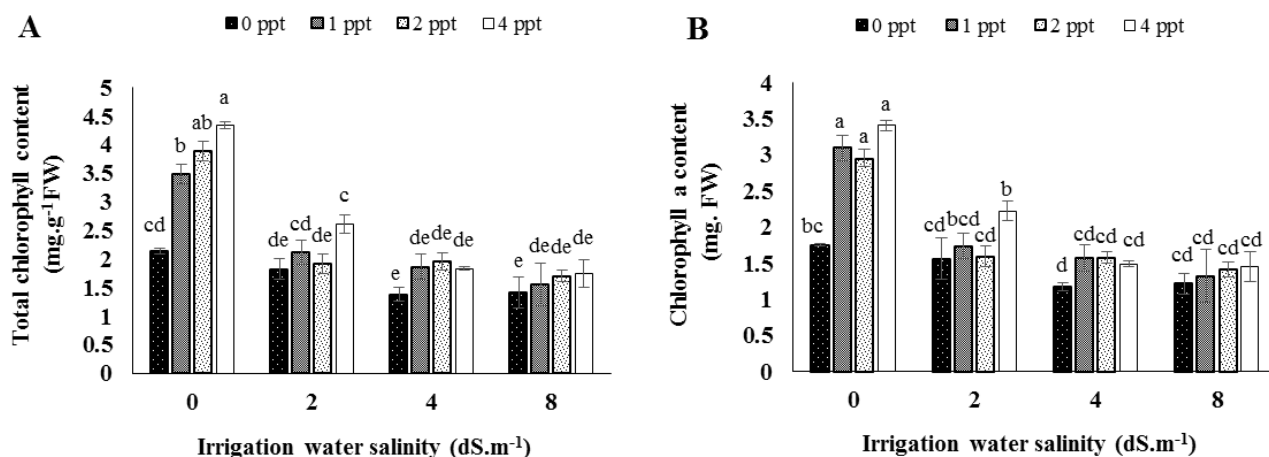 A
0 ppt 1 ppt 2 ppt 4 ppt
Total chlorophyll content
(mg.g-1FW)
5
4.5
4
3.5
3
2.5
2
1.5
1
0.5
0
cd b ab a
de cd de c
e de de de
e de de de
0 2 4 8
Irrigation water salinity (dS.m-1)
B
0 ppt 1 ppt 2 ppt 4 ppt
Chlorophyll a content
(mg. FW)
4
3.5
3
2.5
2
1.5
1
0.5
0
bc a a a
cd bcd cd b
d cd cd cd
cd cd cd cd
0 2 4 8
Irrigation water salinity (dS.m-1)